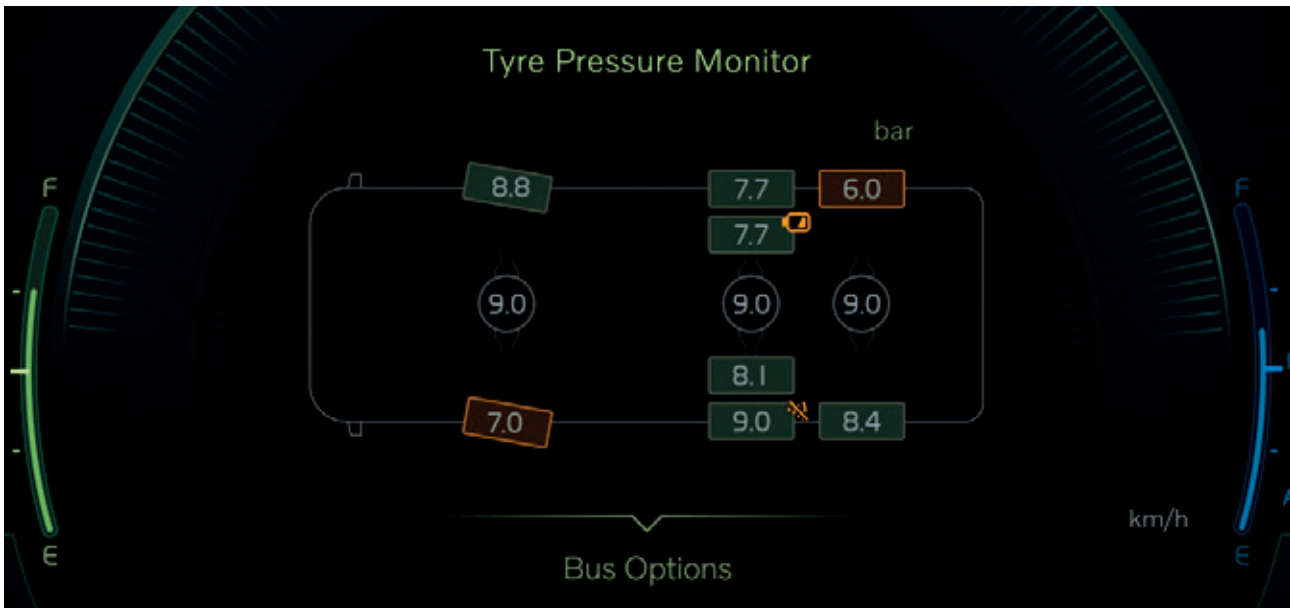 Tyre Pressure Monitor
bar
F
F
8.8 7.7 6.0
7.7
9.0 9.0 9.0
8.1
7.0 9.0 8.4
km/h
E
E
Bus Options